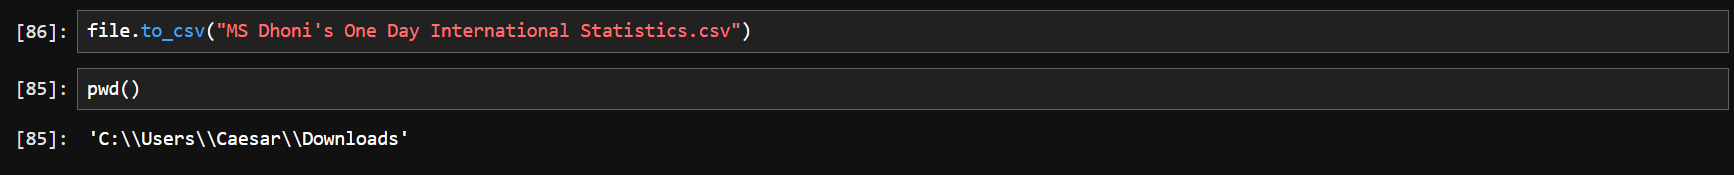 [86]: file.to_csv("MS Dhoni's One Day International Statistics.csv")
[85]: pwd()
[85]: 'C:\\Users\\Caesar\\Downloads'